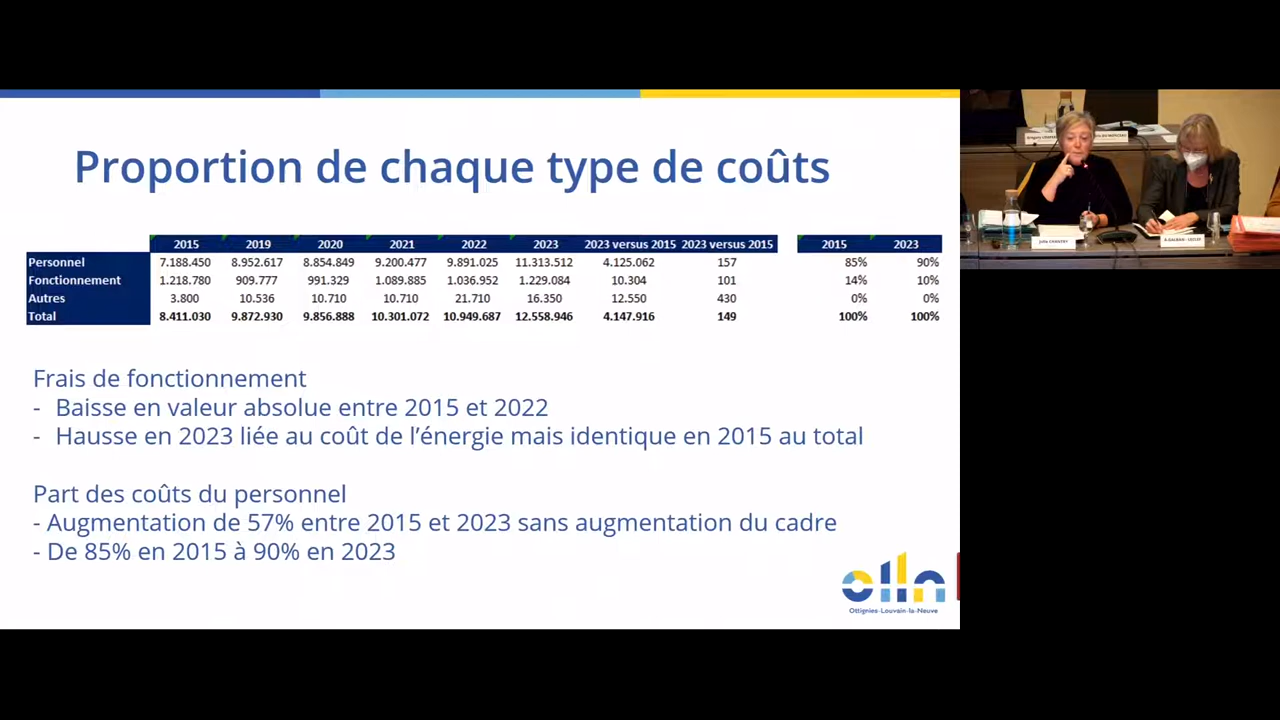 Proportion de chaque type de coûts
2015 2019 2020 2021 2022 2023 2023 versus 2015 2023 versus 2015 2015 2023
Personnel 7.188.450 8.952.617 8.854.849 9.200.477 9.891.025 11.313.512 4.125.062 157 85% 90%
Fonctionnement 1.218.780 909.777 991.329 1.089.885 1.036.952 1.229.084 10.304 101 14% 10%
Autres 3.800 10.536 10.710 10.710 21.710 16.350 12.550 430 0% 0%
Total 8.411.030 9.872.930 9.856.888 10.301.072 10.949.687 12.558.946 4.147.916 149 100% 100%
Frais de fonctionnement
- Baisse en valeur absolue entre 2015 et 2022
- Hausse en 2023 liée au coût de l’énergie mais identique en 2015 au total
Part des coûts du personnel
- Augmentation de 57% entre 2015 et 2023 sans augmentation du cadre
- De 85% en 2015 à 90% en 2023
ottln
Ottignies-Louvain-la-Neuve
Julie CHANTRY